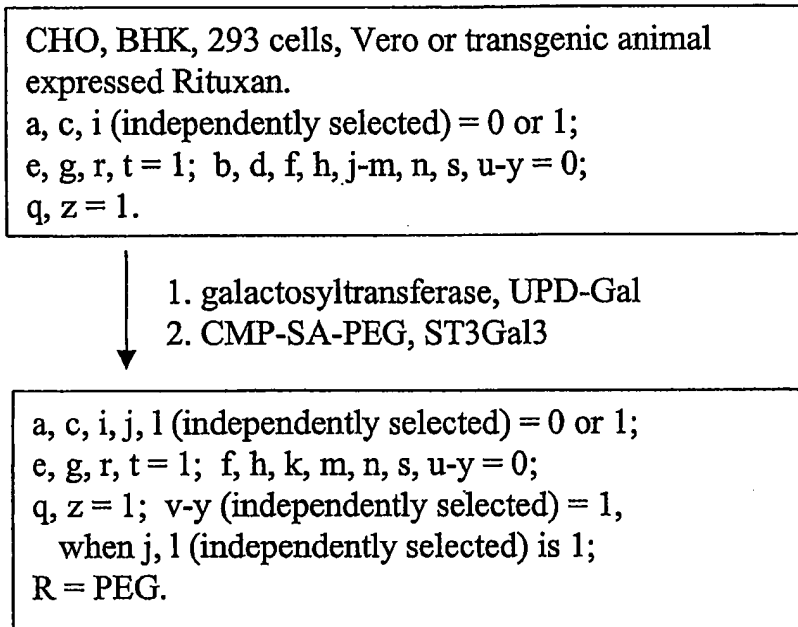 CHO, BHK, 293 cells, Vero or transgenic animal
expressed Rituxan.
a, c, i (independently selected) = 0 or 1;
e, g, r, t = 1; b, d, f, h, j-m, n, s, u-y = 0;
q, z = 1.
1. galactosyltransferase, UPD-Gal
2. CMP-SA-PEG, ST3Gal3
a, c, i, j, l (independently selected) = 0 or 1;
e, g, r, t = 1; f, h, k, m, n, s, u-y = 0;
q, z = 1; v-y (independently selected) = 1,
when j, l (independently selected) is 1;
R = PEG.